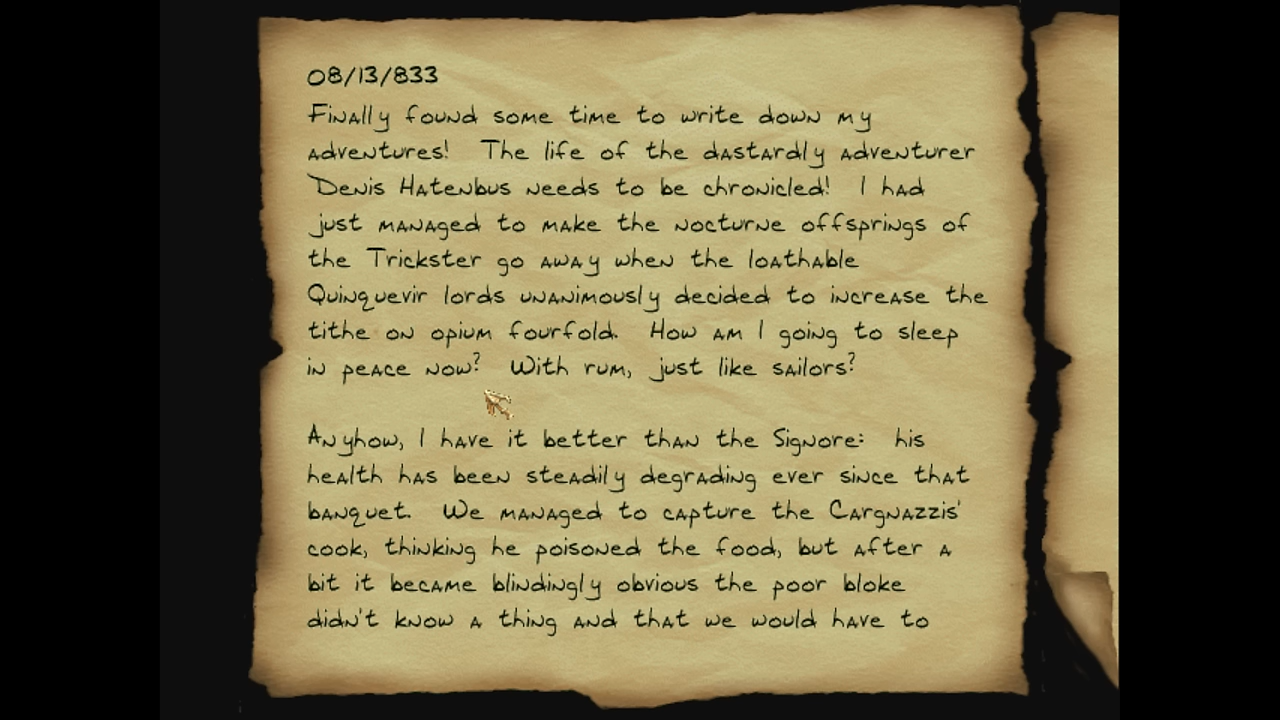 08/13/833
Finally found some time to write down my
adventures!  The life of the dastardly adventurer
Denis Hatenbus needs to be chronicled!  I had
just managed to make the nocturne offsprings of
the Trickster go away when the loathable
Quinquevir lords unanimously decided to increase the
tithe on opium fourfold.  How am I going to sleep
in peace now?  With rum, just like sailors?

Anyhow, I have it better than the Signore:  his
health has been steadily degrading ever since that
banquet.  We managed to capture the Cargnazzis'
cook, thinking he poisoned the food, but after a
bit it became blindingly obvious the poor bloke
didn't know a thing and that we would have to